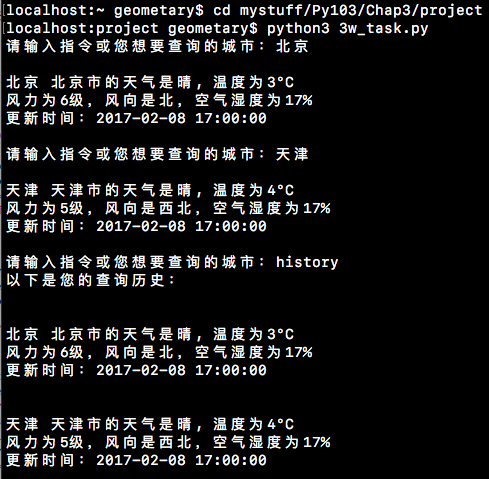 [localhost:~ geometary$ cd mystuff/Py103/Chap3/project
[localhost:project geometary$ python3 3w_task.py
请输入指令或您想要查询的城市：北京
北京 北京市的天气是晴，温度为3°C
风力为6级，风向是北，空气湿度为17%
更新时间：2017-02-08 17:00:00
请输入指令或您想要查询的城市：天津
天津 天津市的天气是晴，温度为4°C
风力为5级，风向是西北，空气湿度为17%
更新时间：2017-02-08 17:00:00
请输入指令或您想要查询的城市：history
以下是您的查询历史：
北京 北京市的天气是晴，温度为3°C
风力为6级，风向是北，空气湿度为17%
更新时间：2017-02-08 17:00:00
天津 天津市的天气是晴，温度为4°C
风力为5级，风向是西北，空气湿度为17%
更新时间：2017-02-08 17:00:00